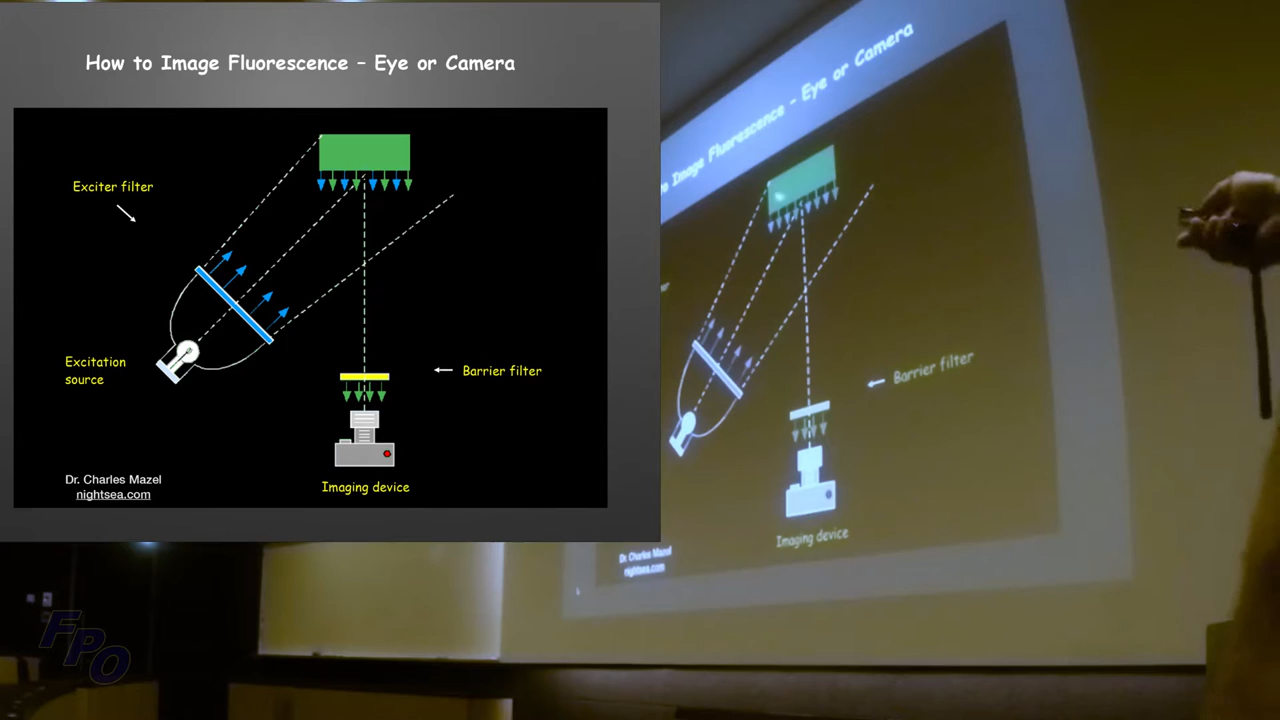 How to Image Fluorescence - Eye or Camera
Exciter filter
Excitation
source
Barrier filter
Dr. Charles Mazel
nightsea.com
Imaging device
Image Fluorescence - Eye or Camera
Barrier filter
Imaging device
Dr. Charles Mazel
nightsea.com
FPO